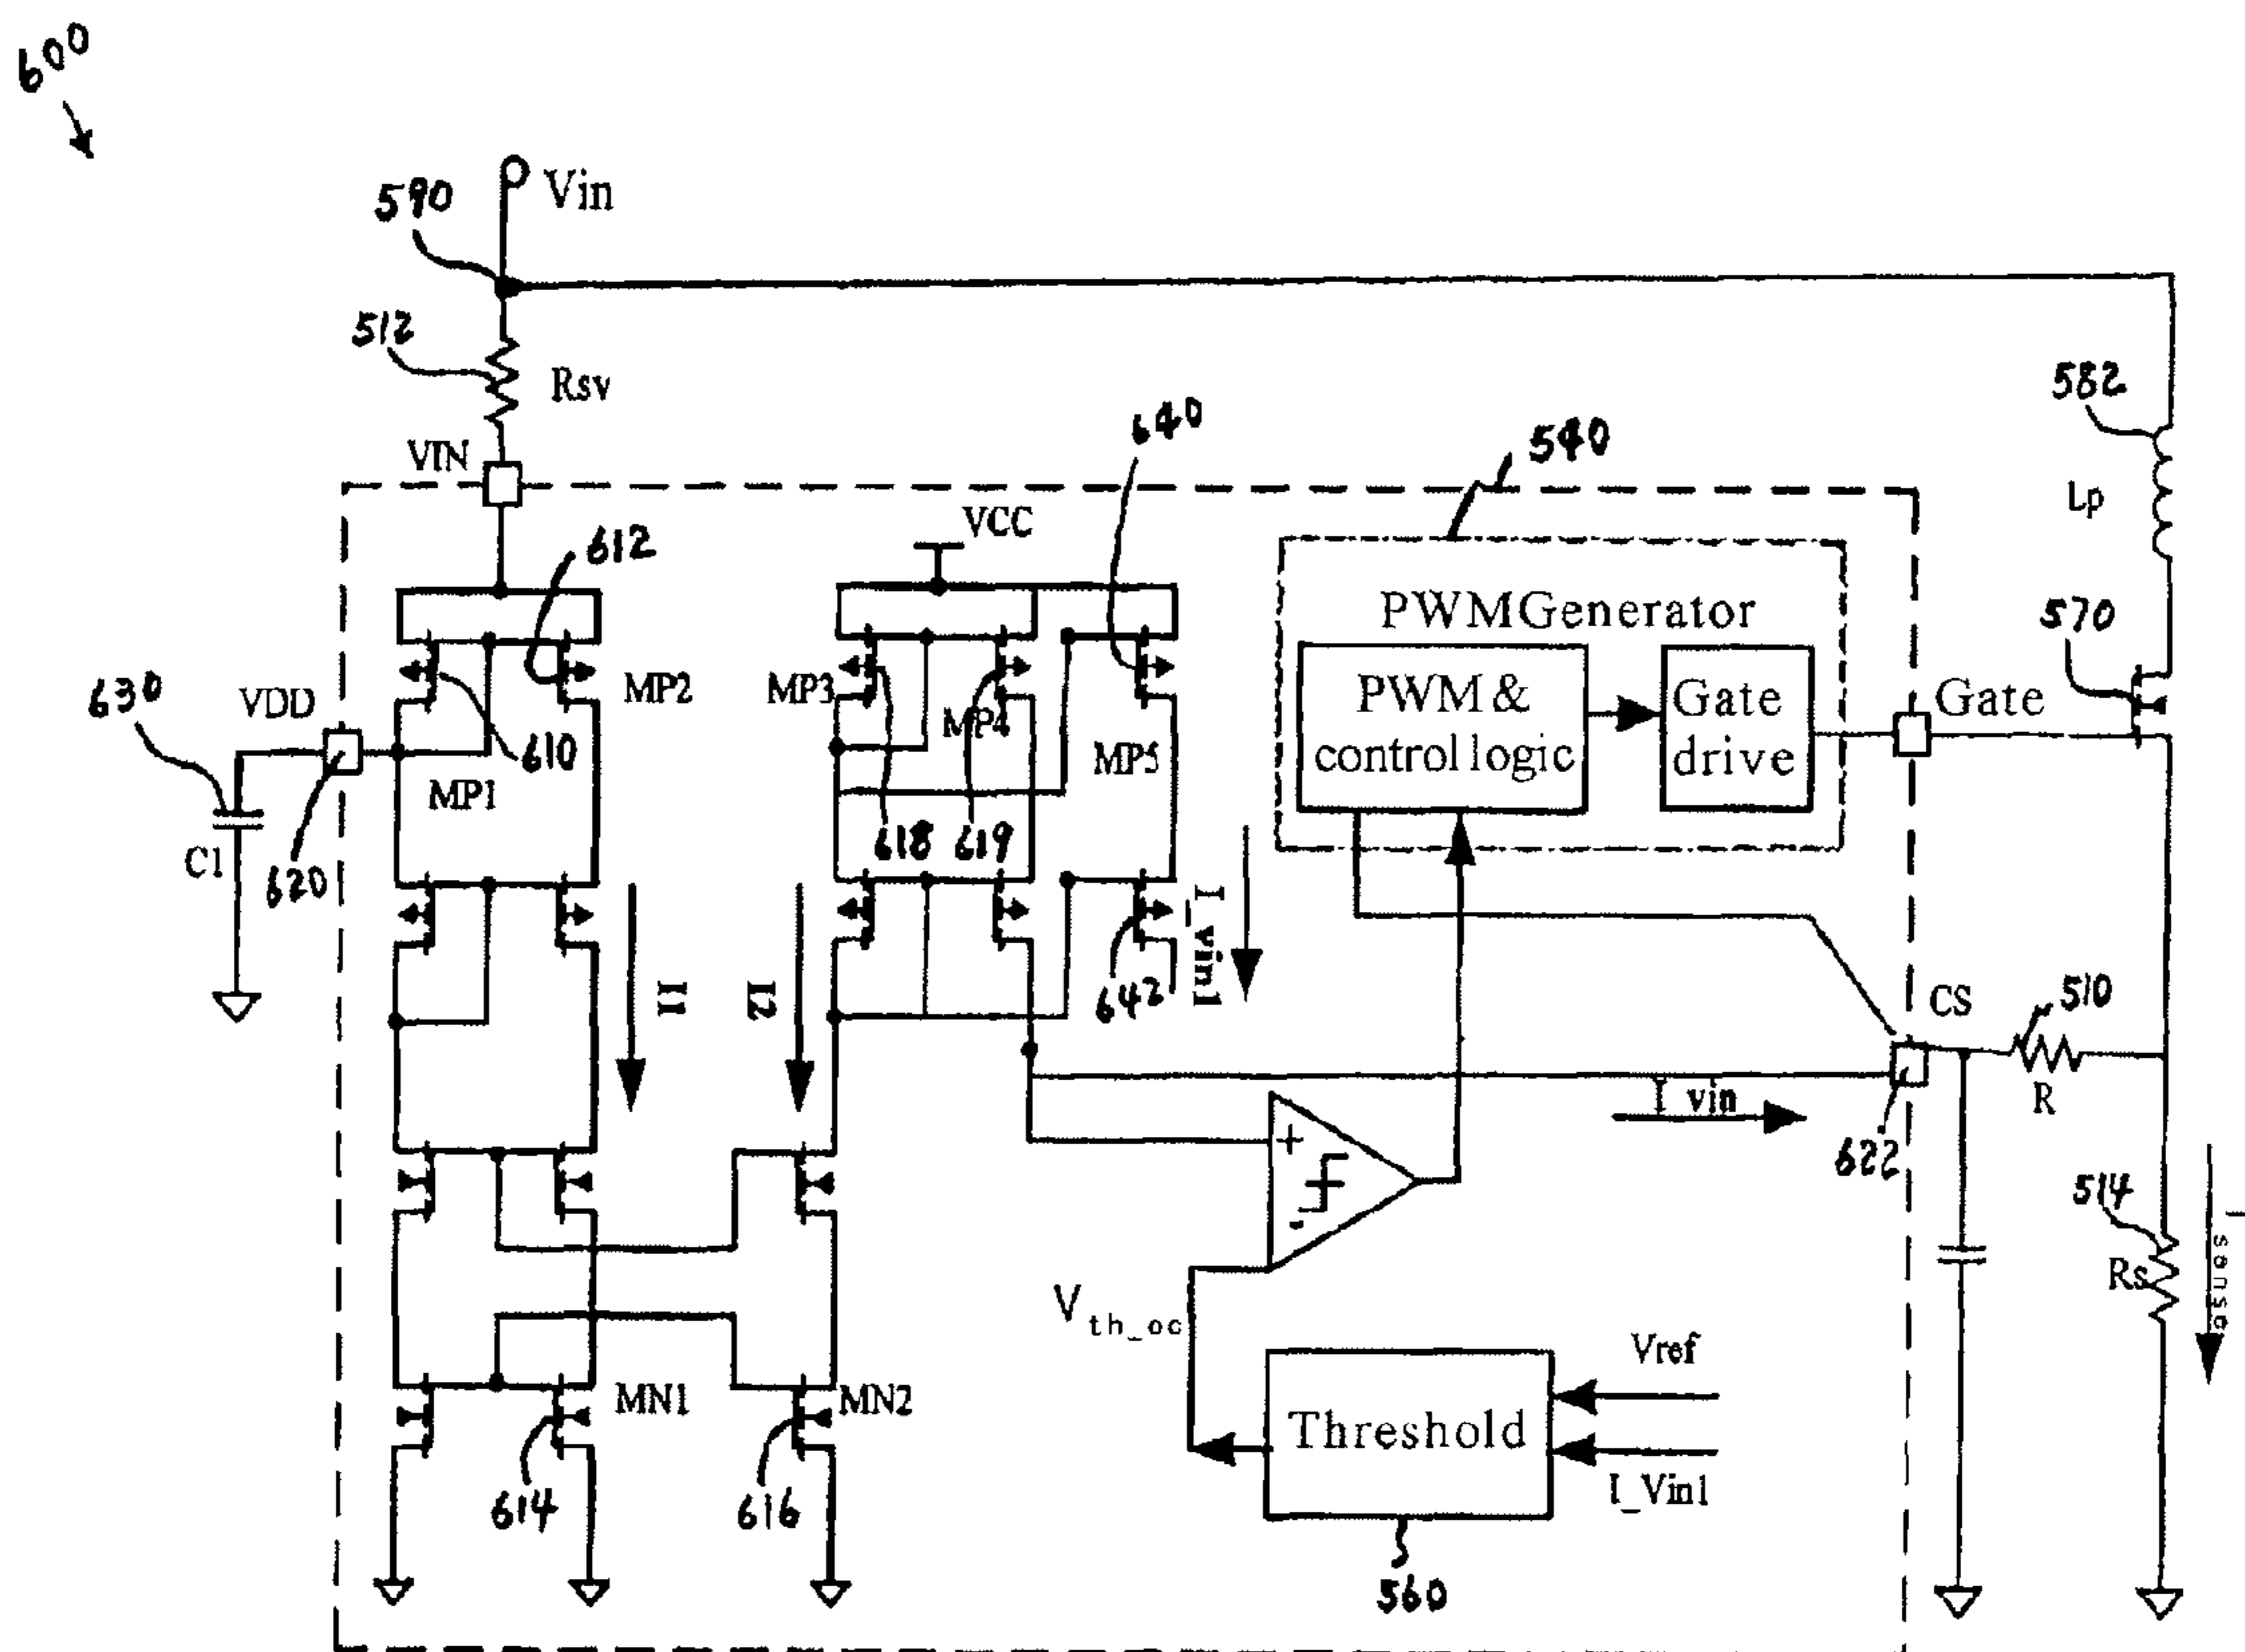 600
590
Vin
512
Rsv
VIN
582
Lp
640
540
VCC
612
PWMGenerator
570
630
VDD
MP2
MP3
MP4
PWM &
control logic
Gate
drive
Gate
610
MP1
MP5
C1
620
618
619
I_vin1
I1
I2
642
CS
510
R
I_vin
622
+
-
514
Rs
I_sense
V th_oc
Vref
MN1
MN2
Threshold
I_Vin1
614
616
560